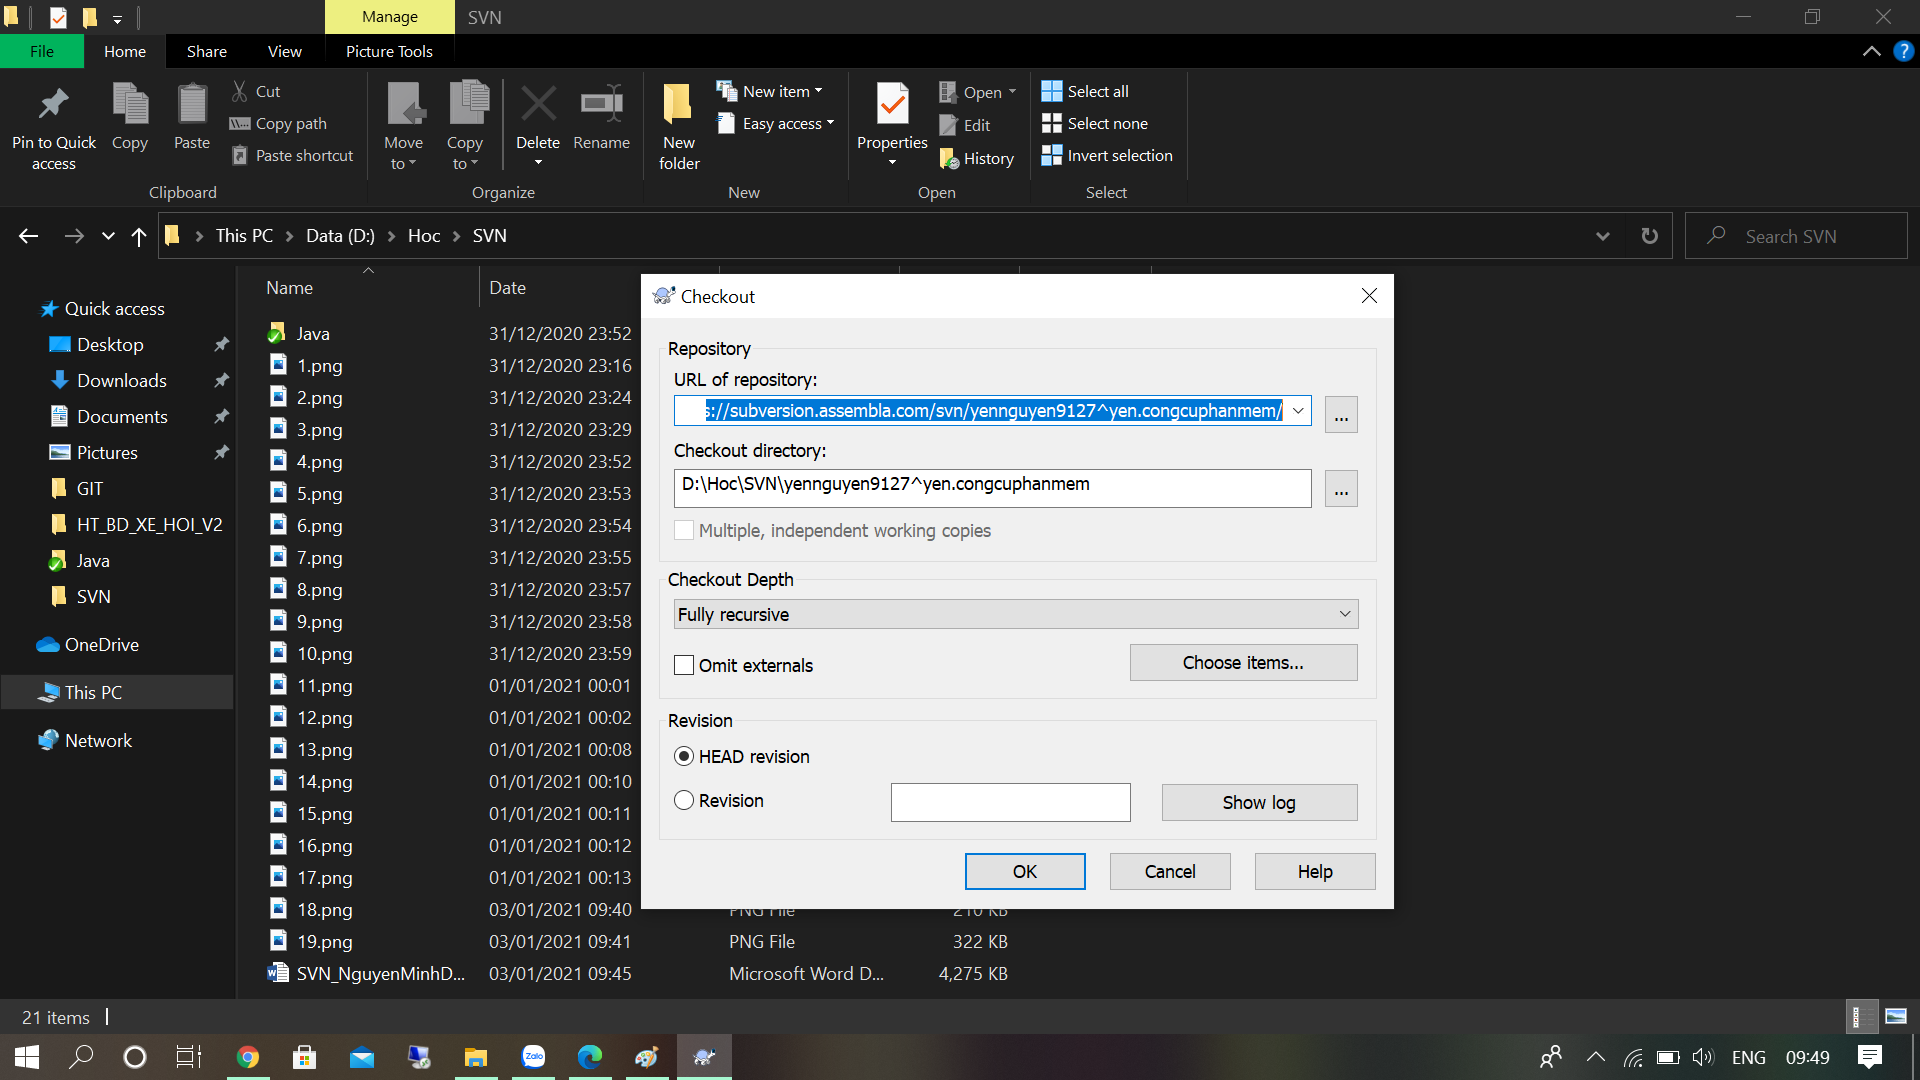 Manage
SVN
File
Home
Share
View
Picture Tools
Pin to Quick access
Copy
Paste
Cut
Copy path
Paste shortcut
Clipboard
Move to
Copy to
Delete
Rename
Organize
New folder
New item
Easy access
New
Properties
Open
Edit
History
Open
Select all
Select none
Invert selection
Select
This PC
Data (D:)
Hoc
SVN
Search SVN
Quick access
Desktop
Downloads
Documents
Pictures
GIT
HT_BD_XE_HOI_V2
Java
SVN
OneDrive
This PC
Network
Name
Date
Java
31/12/2020 23:52
1.png
31/12/2020 23:16
2.png
31/12/2020 23:24
3.png
31/12/2020 23:29
4.png
31/12/2020 23:52
5.png
31/12/2020 23:53
6.png
31/12/2020 23:54
7.png
31/12/2020 23:55
8.png
31/12/2020 23:57
9.png
31/12/2020 23:58
10.png
31/12/2020 23:59
11.png
01/01/2021 00:01
12.png
01/01/2021 00:02
13.png
01/01/2021 00:08
14.png
01/01/2021 00:10
15.png
01/01/2021 00:11
16.png
01/01/2021 00:12
17.png
01/01/2021 00:13
18.png
03/01/2021 09:40
PNG File
210 KB
19.png
03/01/2021 09:41
PNG File
322 KB
SVN_NguyenMinhD...
03/01/2021 09:45
Microsoft Word D...
4,275 KB
Checkout
Repository
URL of repository:
s://subversion.assembla.com/svn/yennguyen9127^yen.congcuphanmem/
...
Checkout directory:
D:\Hoc\SVN\yennguyen9127^yen.congcuphanmem
...
Multiple, independent working copies
Checkout Depth
Fully recursive
Omit externals
Choose items...
Revision
HEAD revision
Revision
Show log
OK
Cancel
Help
21 items
Zalo
ENG
09:49